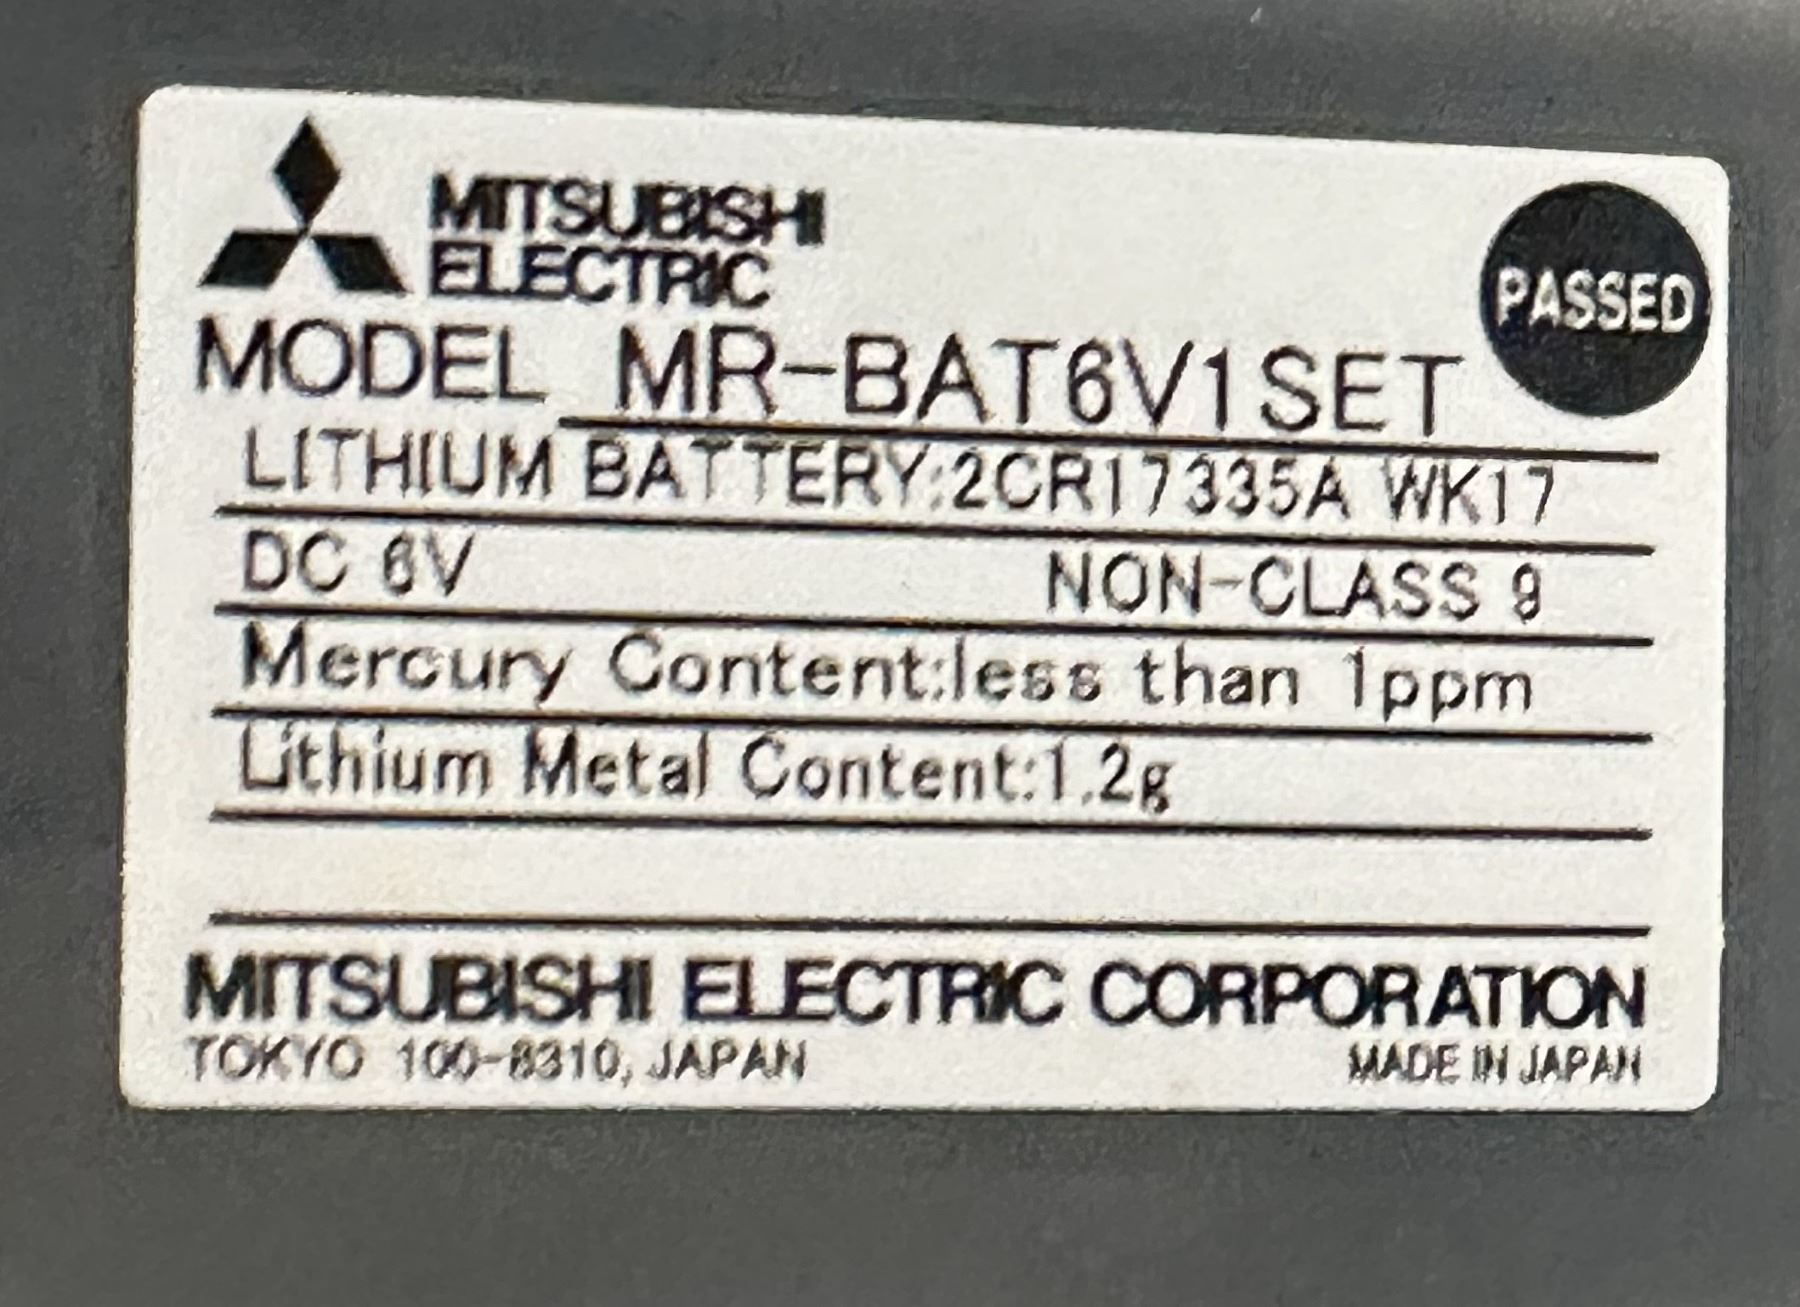 MITSUBISHI
ELECTRIC
PASSED
MODEL MR-BAT6V1SET
LITHIUM BATTERY:2CR17335A WK17
DC 6V NON-CLASS 9
Mercury Content:less than 1ppm
Lithium Metal Content:1.2g
MITSUBISHI ELECTRIC CORPORATION
TOKYO 100-8310, JAPAN MADE IN JAPAN